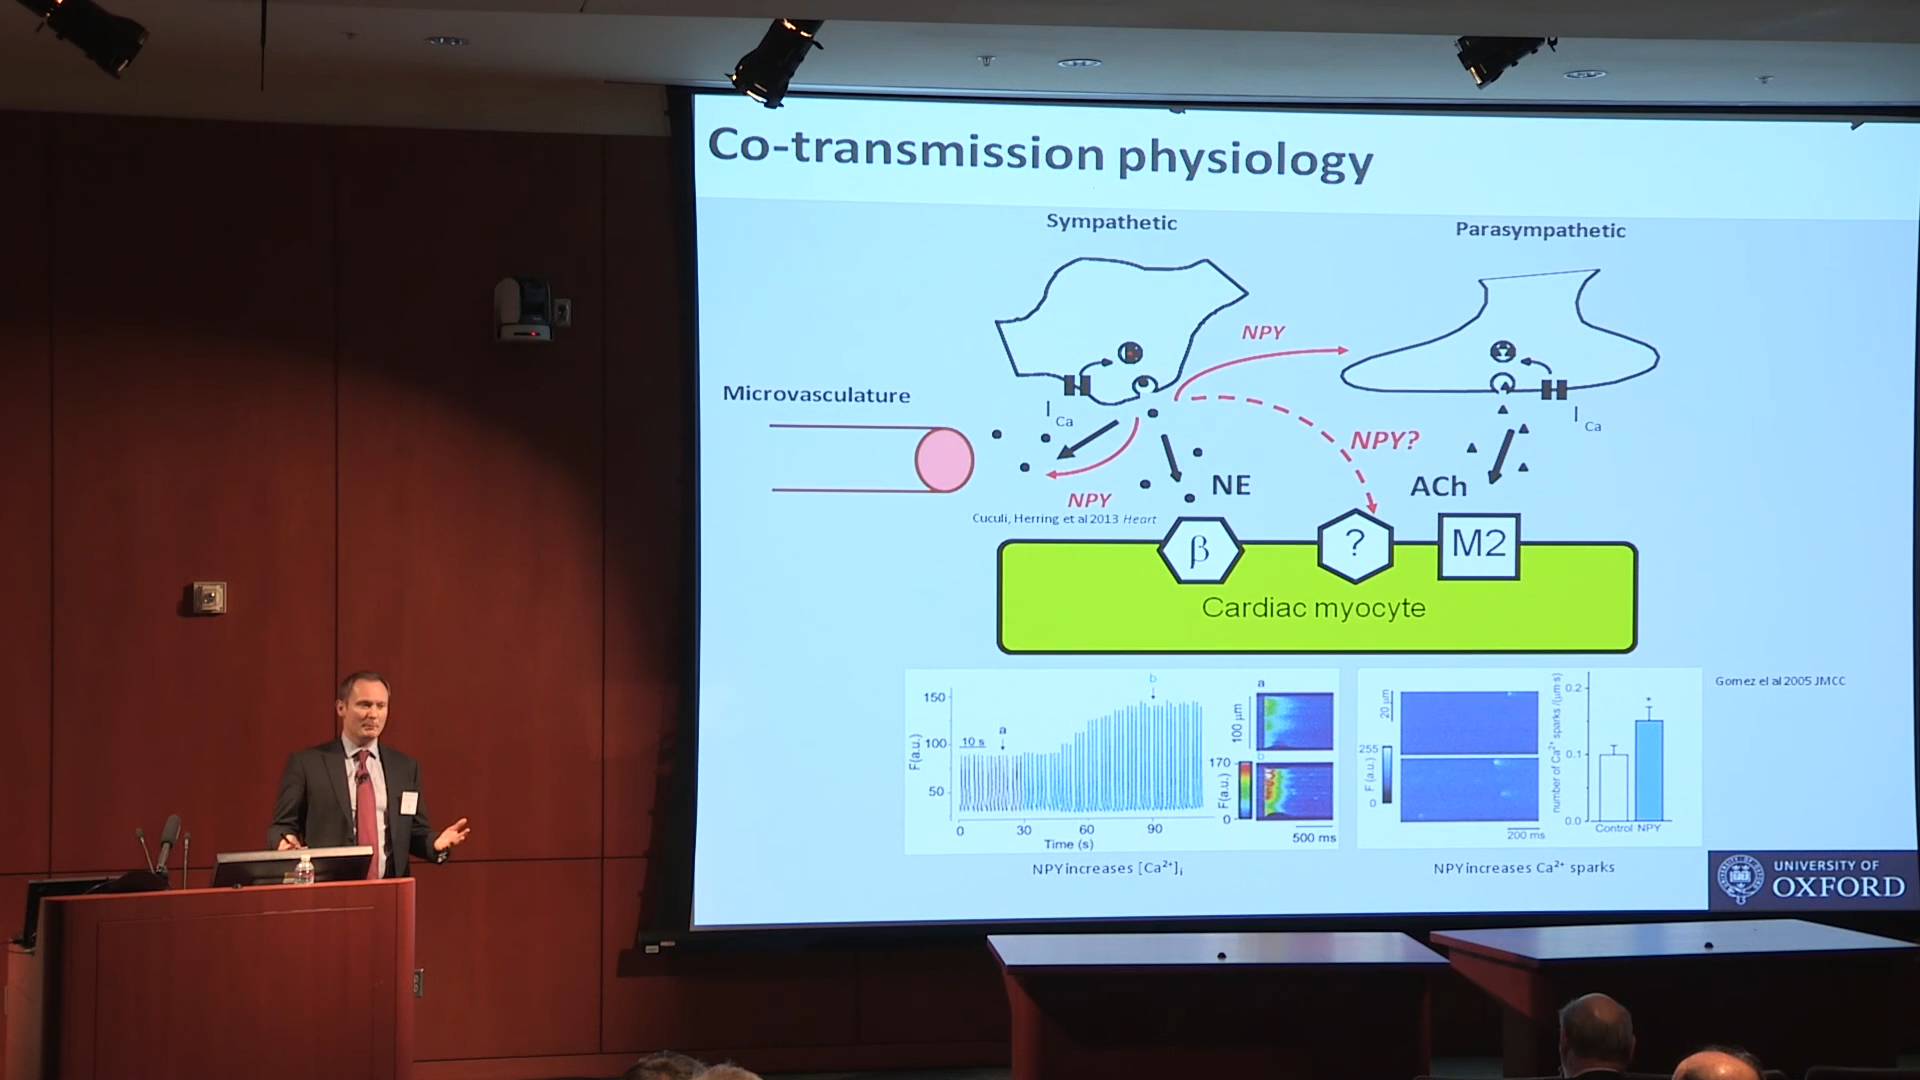 Co-transmission physiology
Sympathetic
Parasympathetic
NPY
Microvasculature
I Ca
I Ca
NPY?
NPY
NE
ACh
Cuculi, Herring et al 2013 Heart
β
?
M2
Cardiac myocyte
Gomez el al 2005 JMCC
150
100
50
F(a.u.)
10 s
a
b
0 30 60 90
Time (s)
a
100 µm
b
170
0
F(a.u.)
500 ms
20 µm
255
0
F (a.u.)
200 ms
number of Ca²⁺ sparks /(µm·s)
0.2
0.1
0.0
*
Control NPY
NPY increases [Ca²⁺]i
NPY increases Ca²⁺ sparks
UNIVERSITY OF
OXFORD